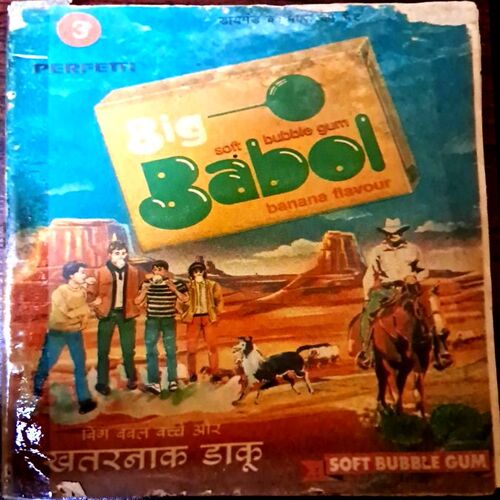 3
PERFETTI
Big
soft bubble gum
Babol
banana flavour
बिग बबल बच्चे और
खतरनाक डाकू
SOFT BUBBLE GUM